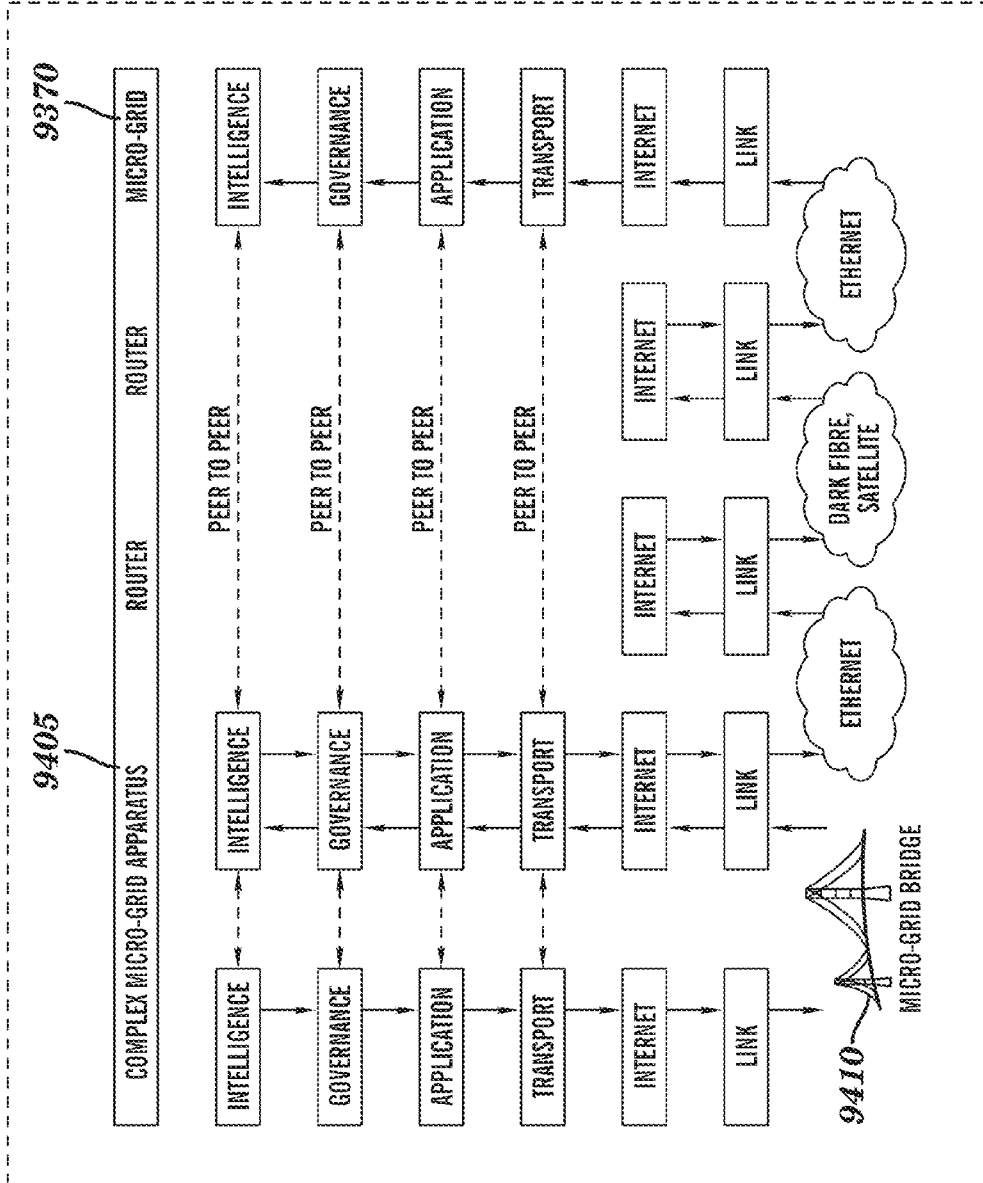 9405
9370
COMPLEX MICRO-GRID APPARATUS
ROUTER
ROUTER
MICRO-GRID
INTELLIGENCE
INTELLIGENCE
PEER TO PEER
INTELLIGENCE
GOVERNANCE
GOVERNANCE
PEER TO PEER
GOVERNANCE
APPLICATION
APPLICATION
PEER TO PEER
APPLICATION
TRANSPORT
TRANSPORT
PEER TO PEER
TRANSPORT
INTERNET
INTERNET
INTERNET
INTERNET
INTERNET
LINK
LINK
LINK
LINK
LINK
9410
MICRO-GRID BRIDGE
ETHERNET
DARK FIBRE,
SATELLITE
ETHERNET